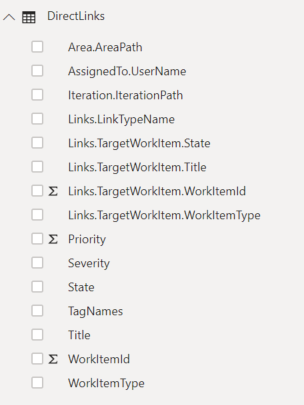 DirectLinks
Area.AreaPath
AssignedTo.UserName
Iteration.IterationPath
Links.LinkTypeName
Links.TargetWorkItem.State
Links.TargetWorkItem.Title
Σ Links.TargetWorkItem.WorkItemId
Links.TargetWorkItem.WorkItemType
Σ Priority
Severity
State
TagNames
Title
Σ WorkItemId
WorkItemType